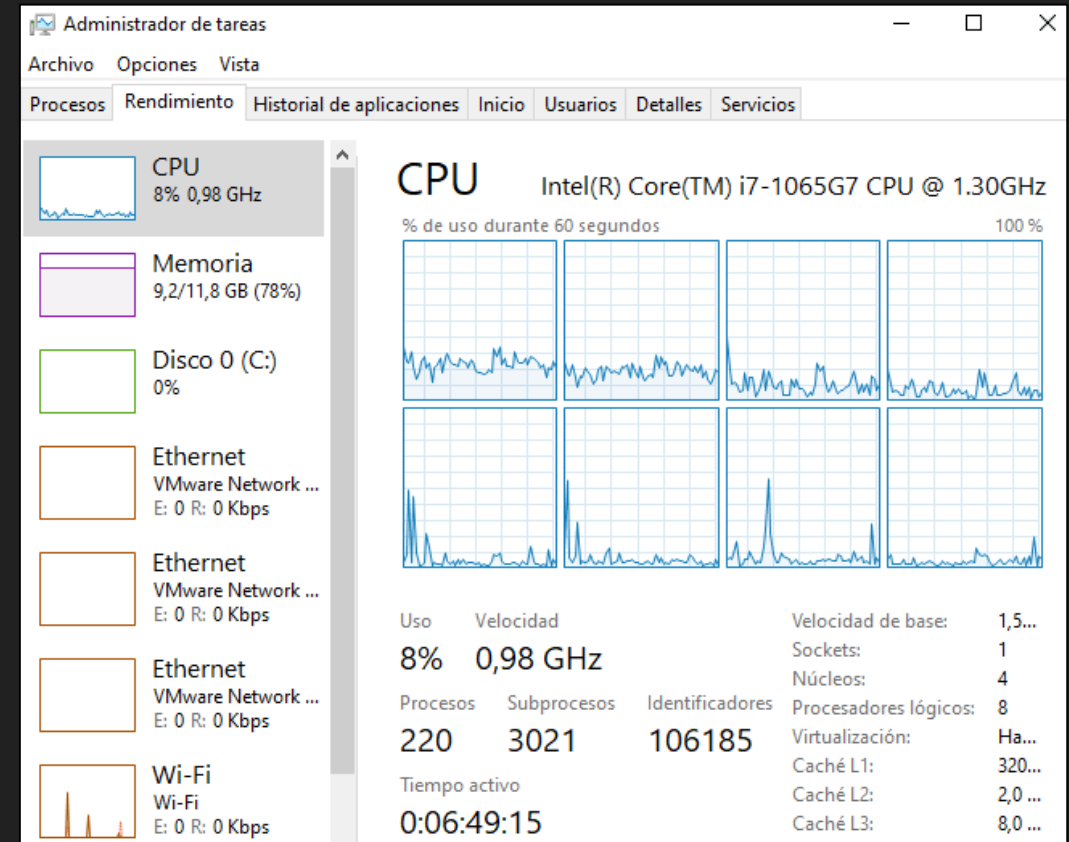 Administrador de tareas
Archivo Opciones Vista
Procesos Rendimiento Historial de aplicaciones Inicio Usuarios Detalles Servicios
CPU
8% 0,98 GHz
Memoria
9,2/11,8 GB (78%)
Disco 0 (C:)
0%
Ethernet
VMware Network ...
E: 0 R: 0 Kbps
Ethernet
VMware Network ...
E: 0 R: 0 Kbps
Ethernet
VMware Network ...
E: 0 R: 0 Kbps
Wi-Fi
Wi-Fi
E: 0 R: 0 Kbps
CPU Intel(R) Core(TM) i7-1065G7 CPU @ 1.30GHz
% de uso durante 60 segundos 100 %
Uso Velocidad
8% 0,98 GHz
Procesos Subprocesos Identificadores
220 3021 106185
Tiempo activo
0:06:49:15
Velocidad de base: 1,5...
Sockets: 1
Núcleos: 4
Procesadores lógicos: 8
Virtualización: Ha...
Caché L1: 320...
Caché L2: 2,0 ...
Caché L3: 8,0 ...